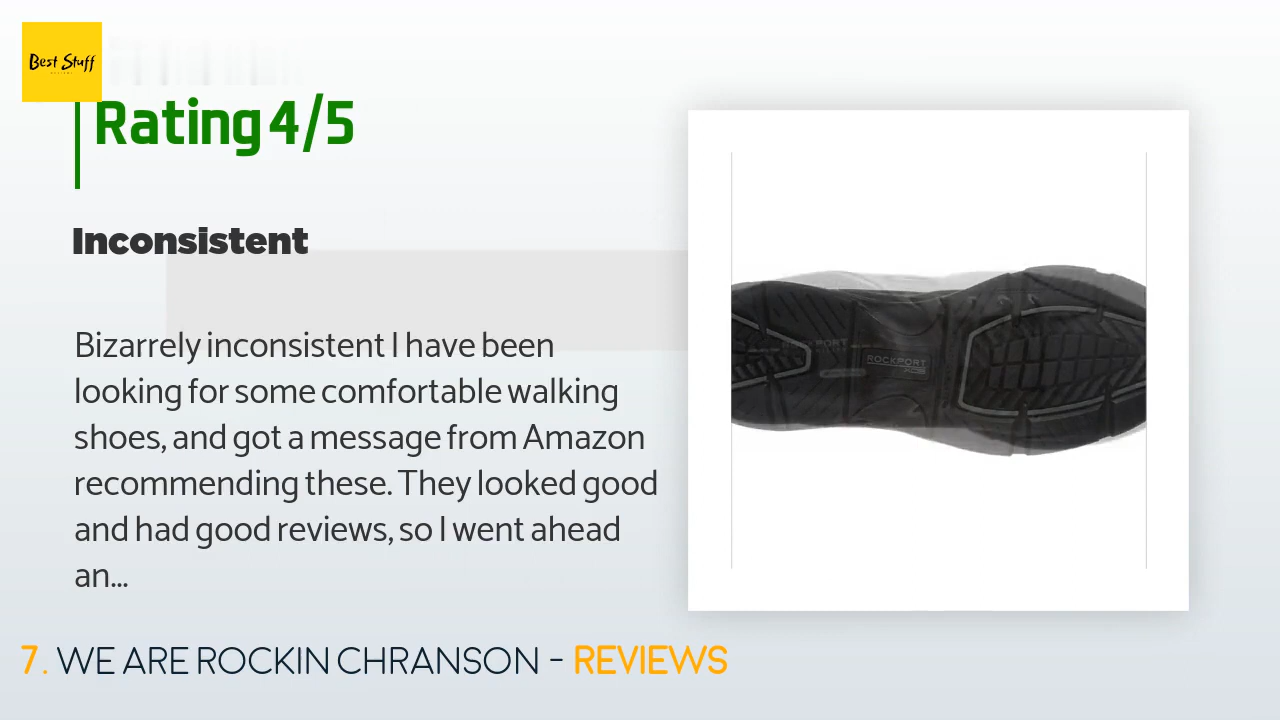 Best Stuff
Rating 4/5
Inconsistent
Bizarrely inconsistent I have been
looking for some comfortable walking
shoes, and got a message from Amazon
recommending these. They looked good
and had good reviews, so I went ahead
an...
ROCKPORT
7. WE ARE ROCKIN CHRANSON - REVIEWS